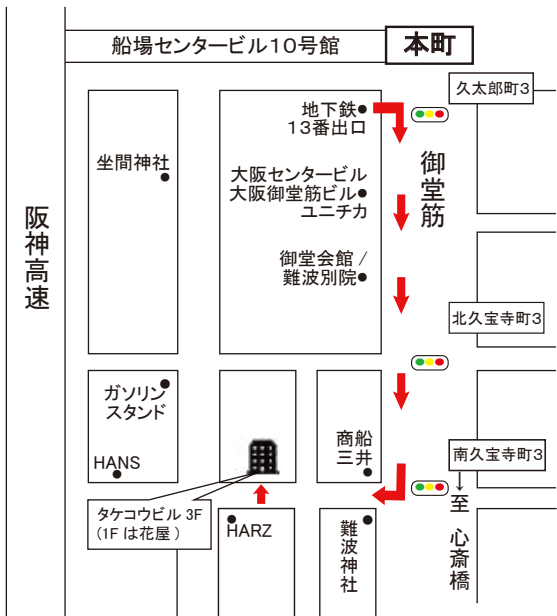 船場センタービル10号館
本町
久太郎町3
地下鉄
13番出口
坐間神社
大阪センタービル
大阪御堂筋ビル
ユニチカ
御堂筋
阪神高速
御堂会館 /
難波別院
北久宝寺町3
ガソリン
スタンド
HANS
商船
三井
南久宝寺町3
↓至 心斎橋
タケコウビル 3F
(1F は花屋 )
HARZ
難波神社